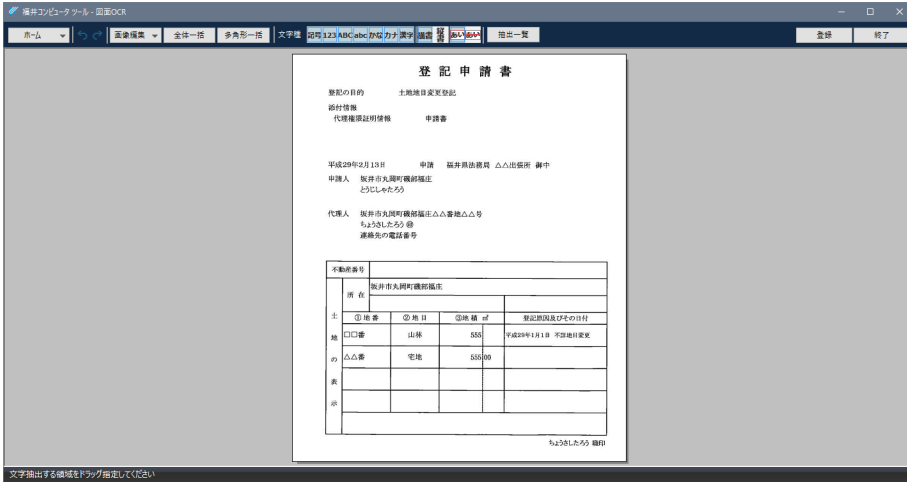 福井コンピュータ ツール - 図面OCR
ホーム 画像編集 全体一括 多角形一括 文字種 記号 123 ABC abc かな カナ 漢字 描書 縦書 あい あい 抽出一覧 登録 終了
登記申請書
登記の目的 土地地目変更登記
添付情報
代理権限証明情報 申請書
平成29年2月13日 申請 福井県法務局 △△出張所 御中
申請人 坂井市丸岡町磯部福庄
とうじしゃたろう
代理人 坂井市丸岡町磯部福庄△△番地△△号
ちょうさしたろう ㊞
連絡先の電話番号
不動産番号
土地の表示
所在 坂井市丸岡町磯部福庄
①地番 ②地目 ③地積 ㎡ 登記原因及びその日付
□□番 山林 555 平成29年1月1日 不詳地目変更
△△番 宅地 555 00
ちょうさしたろう 職印
文字抽出する領域をドラッグ指定してください